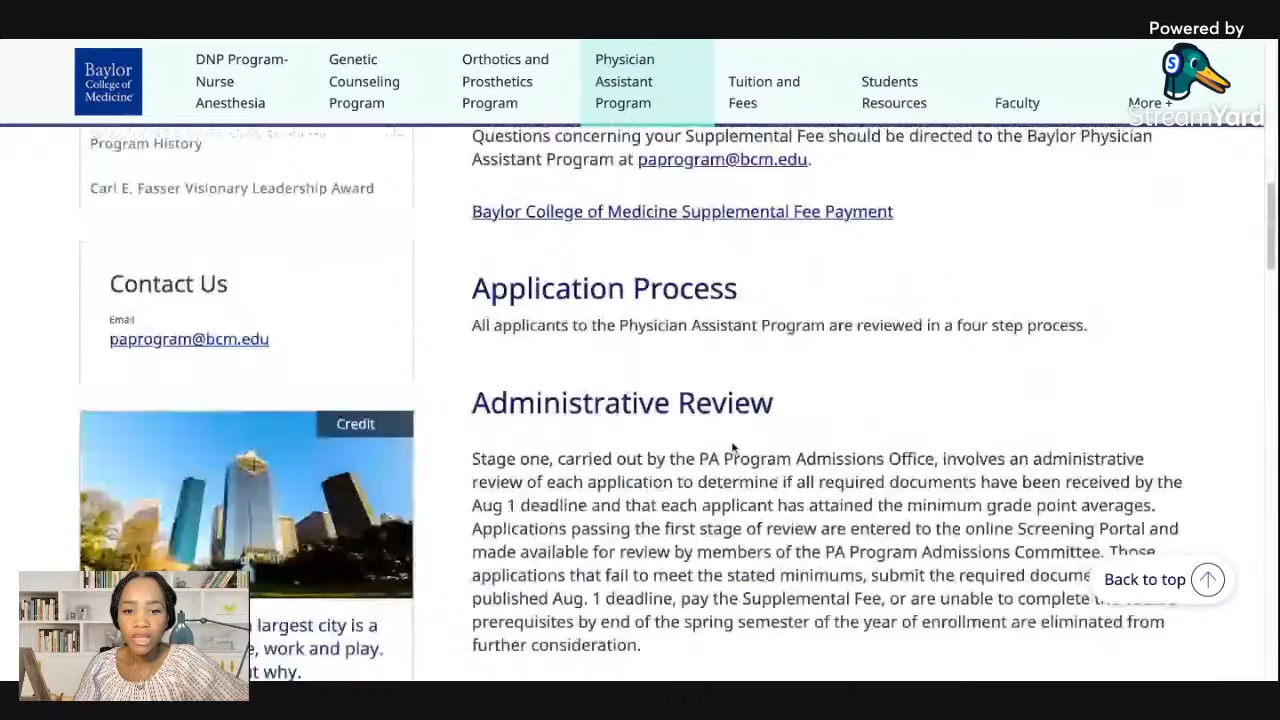 Powered by
StreamYard
Baylor
College of
Medicine
DNP Program-
Nurse
Anesthesia
Genetic
Counseling
Program
Orthotics and
Prosthetics
Program
Physician
Assistant
Program
Tuition and
Fees
Students
Resources
Faculty
More +
Program History
Carl E. Fasser Visionary Leadership Award
Contact Us
Email
paprogram@bcm.edu
Credit
largest city is a
, work and play.
t why.
Questions concerning your Supplemental Fee should be directed to the Baylor Physician
Assistant Program at paprogram@bcm.edu.
Baylor College of Medicine Supplemental Fee Payment
Application Process
All applicants to the Physician Assistant Program are reviewed in a four step process.
Administrative Review
Stage one, carried out by the PA Program Admissions Office, involves an administrative
review of each application to determine if all required documents have been received by the
Aug 1 deadline and that each applicant has attained the minimum grade point averages.
Applications passing the first stage of review are entered to the online Screening Portal and
made available for review by members of the PA Program Admissions Committee. Those
applications that fail to meet the stated minimums, submit the required docume
published Aug. 1 deadline, pay the Supplemental Fee, or are unable to complete
prerequisites by end of the spring semester of the year of enrollment are eliminated from
further consideration.
Back to top